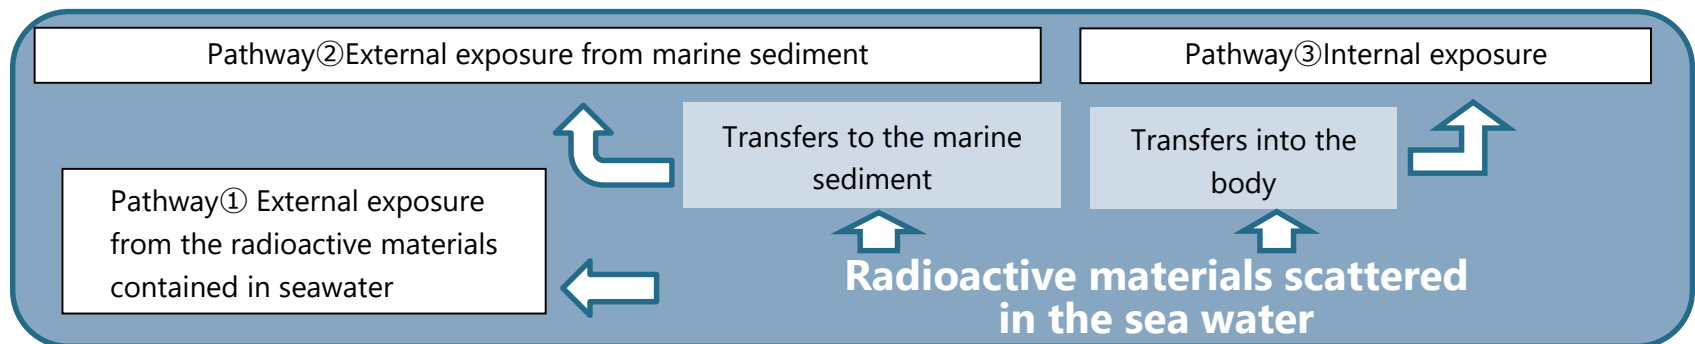 Pathway②External exposure from marine sediment
Pathway③Internal exposure
Transfers to the marine
sediment
Transfers into the
body
Pathway① External exposure
from the radioactive materials
contained in seawater
Radioactive materials scattered
in the sea water